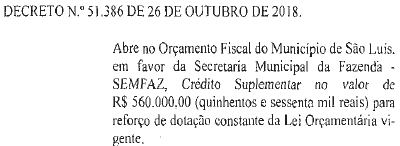 DECRETO N.º 51.386 DE 26 DE OUTUBRO DE 2018.
Abre no Orçamento Fiscal do Município de São Luís,
em favor da Secretaria Municipal da Fazenda -
SEMFAZ, Crédito Suplementar no valor de
R$ 560.000,00 (quinhentos e sessenta mil reais) para
reforço de dotação constante da Lei Orçamentária vi-
gente.